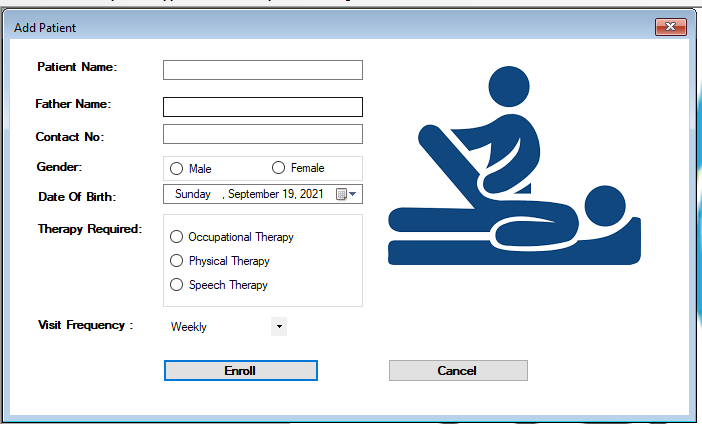 Add Patient
Patient Name:
Father Name:
Contact No:
Gender: Male Female
Date Of Birth: Sunday , September 19, 2021
Therapy Required: Occupational Therapy
Physical Therapy
Speech Therapy
Visit Frequency : Weekly
Enroll Cancel